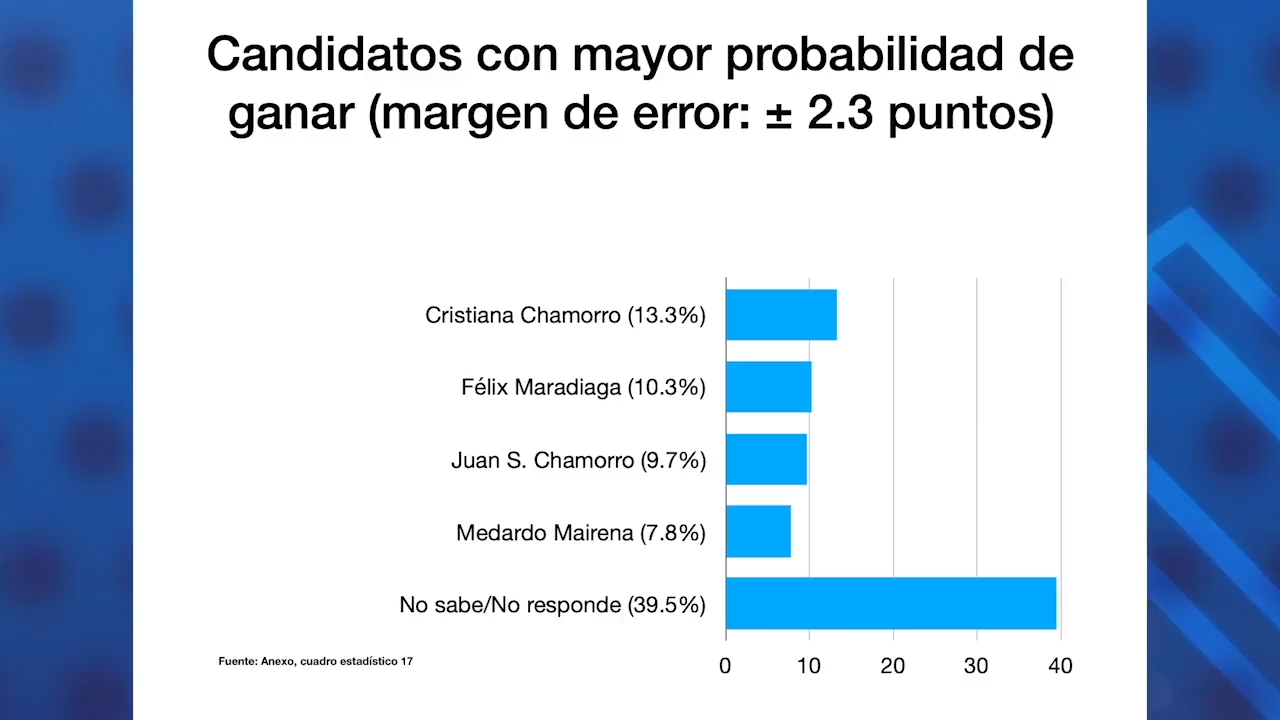 Candidatos con mayor probabilidad de
ganar (margen de error: ± 2.3 puntos)
Cristiana Chamorro (13.3%)
Félix Maradiaga (10.3%)
Juan S. Chamorro (9.7%)
Medardo Mairena (7.8%)
No sabe/No responde (39.5%)
0 10 20 30 40
Fuente: Anexo, cuadro estadístico 17